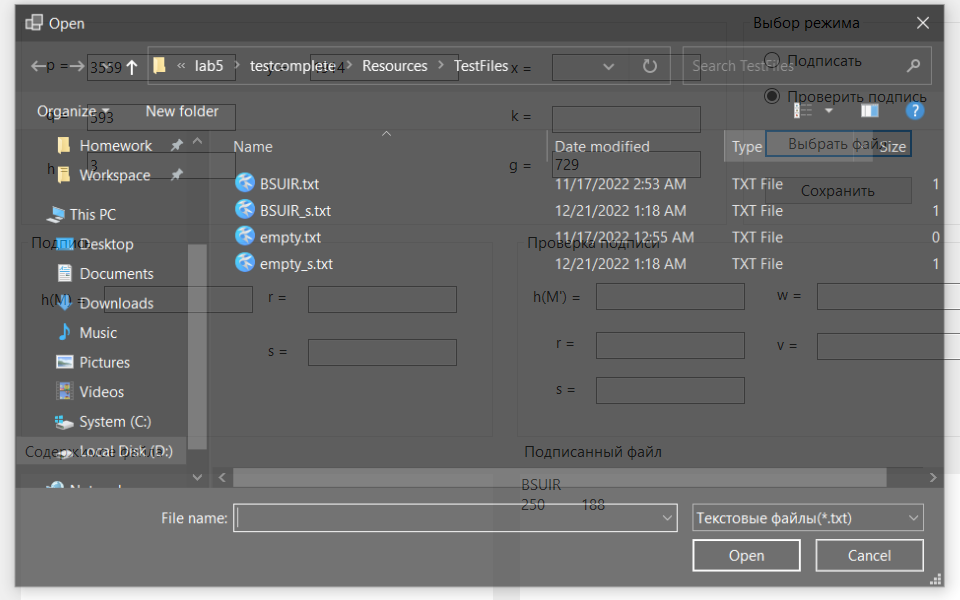 Open
Выбор режима
p = 3559
« lab5 > testcomplete > Resources > TestFiles
x =
Search TestFiles
Подписать
Organize
593
New folder
k =
Проверить подпись
Homework
Name
Date modified
Type
Size
Выбрать файл
h
3
g =
729
Workspace
BSUIR.txt
11/17/2022 2:53 AM
TXT File
1
Сохранить
This PC
BSUIR_s.txt
12/21/2022 1:18 AM
TXT File
1
Desktop
empty.txt
11/17/2022 12:55 AM
TXT File
0
Проверка подписи
Documents
empty_s.txt
12/21/2022 1:18 AM
TXT File
1
h(M) =
Downloads
r =
h(M') =
w =
Music
s =
r =
v =
Pictures
Videos
s =
System (C:)
Local Disk (D:)
Подписанный файл
BSUIR
250 188
File name:
Текстовые файлы(*.txt)
Open
Cancel